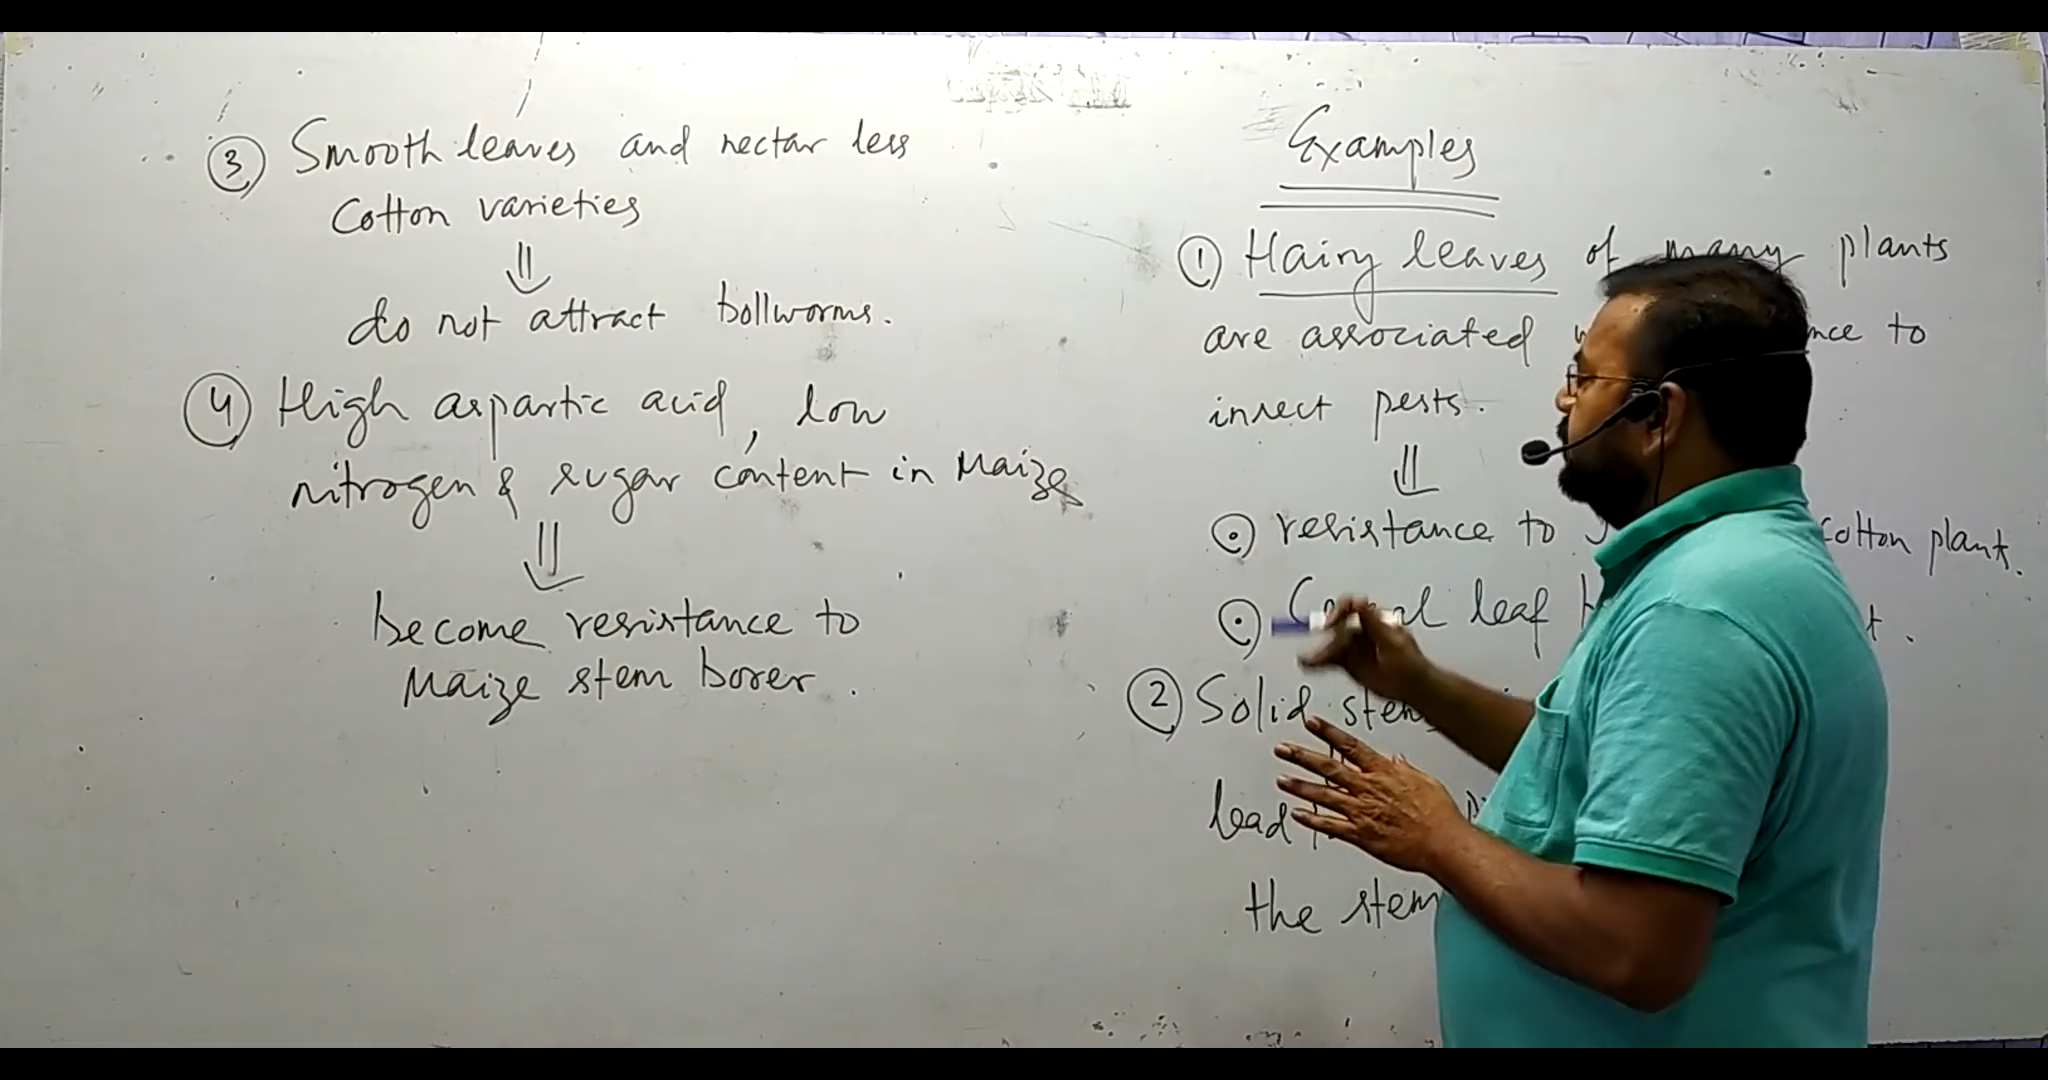 Examples
① Hairy leaves of many plants
are associated to
insect pests.
⇓
⊙ resistance to cotton plant.
⊙ leaf
② Solid
lead
the stem
③ Smooth leaves and nectar less
Cotton varieties
⇓
do not attract bollworms.
④ High aspartic acid, low
nitrogen & sugar content in Maize
⇓
become resistance to
Maize stem borer.